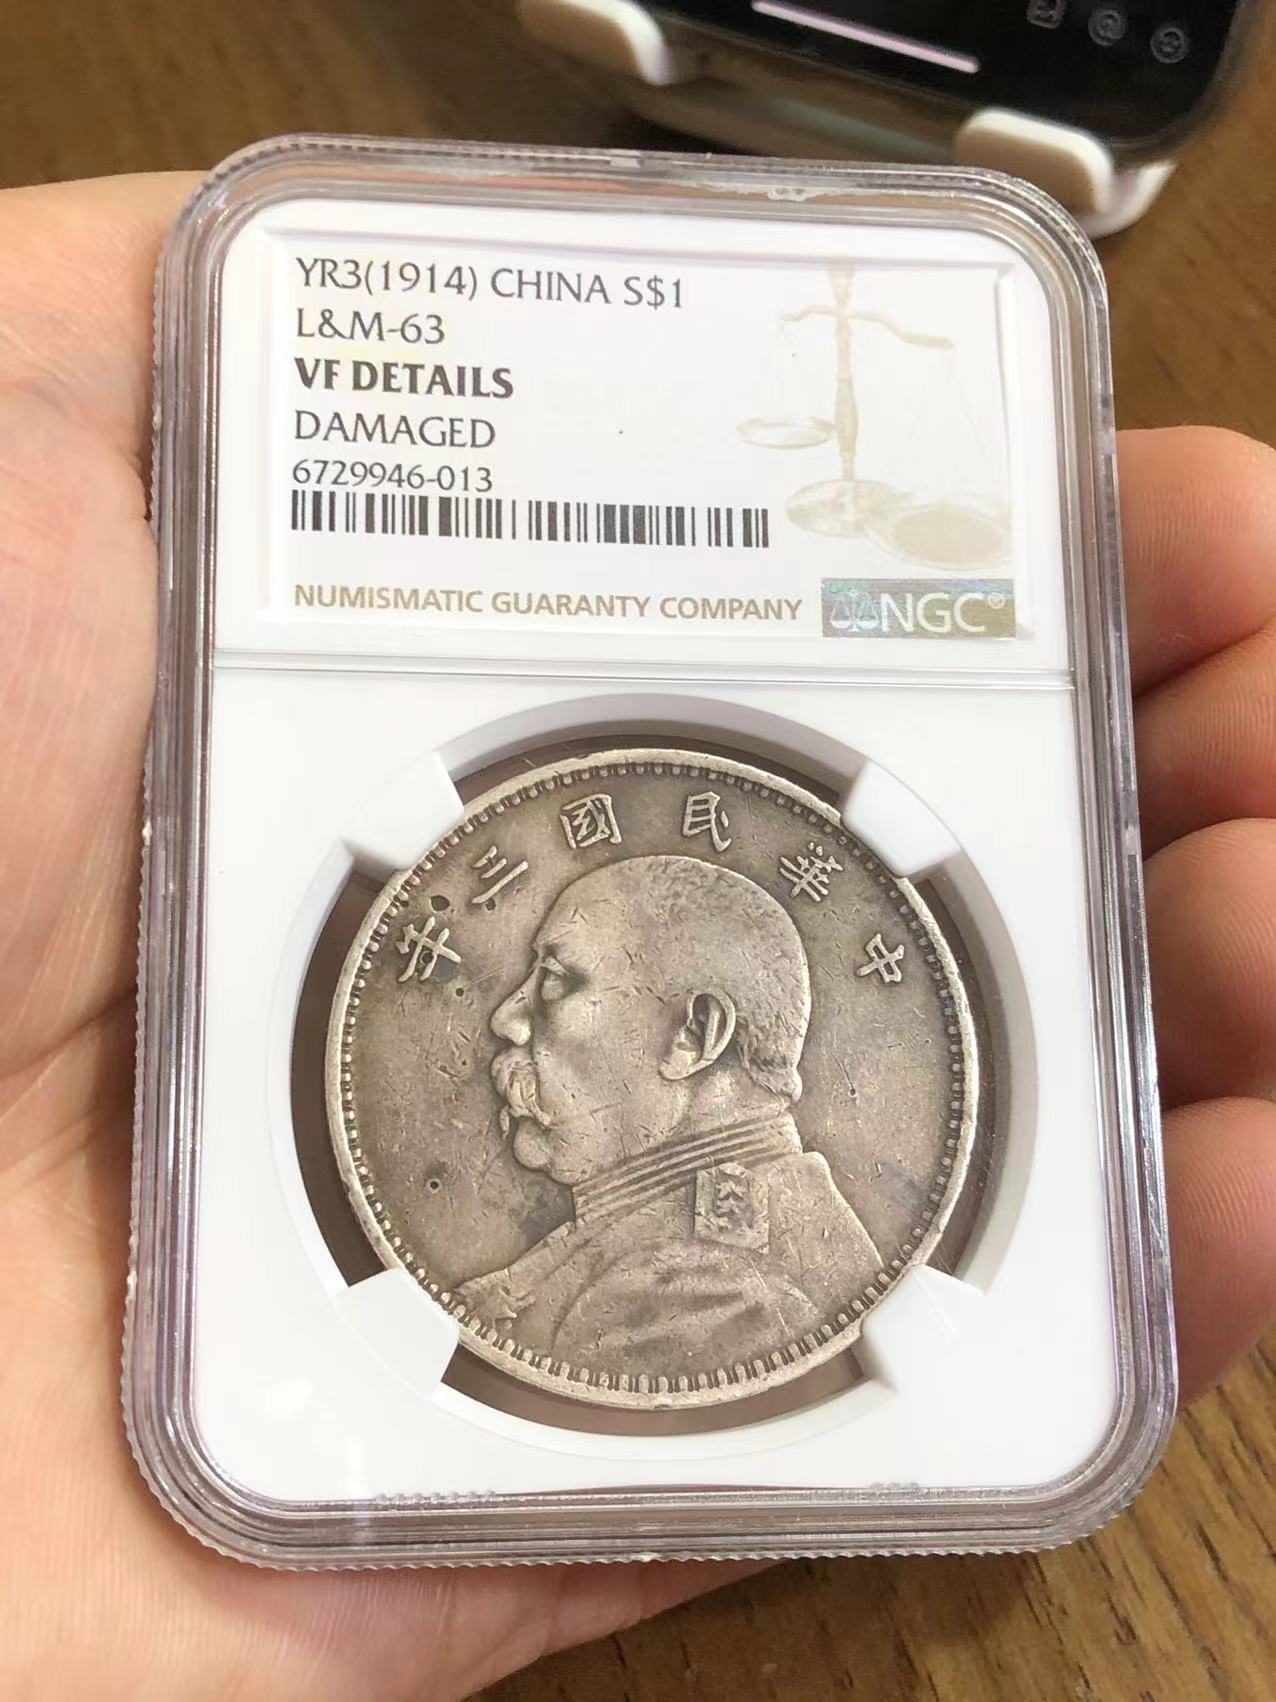 YR3(1914) CHINA S$1
L&M-63
VF DETAILS
DAMAGED
6729946-013
NUMISMATIC GUARANTY COMPANY NGC®
年三國民華中